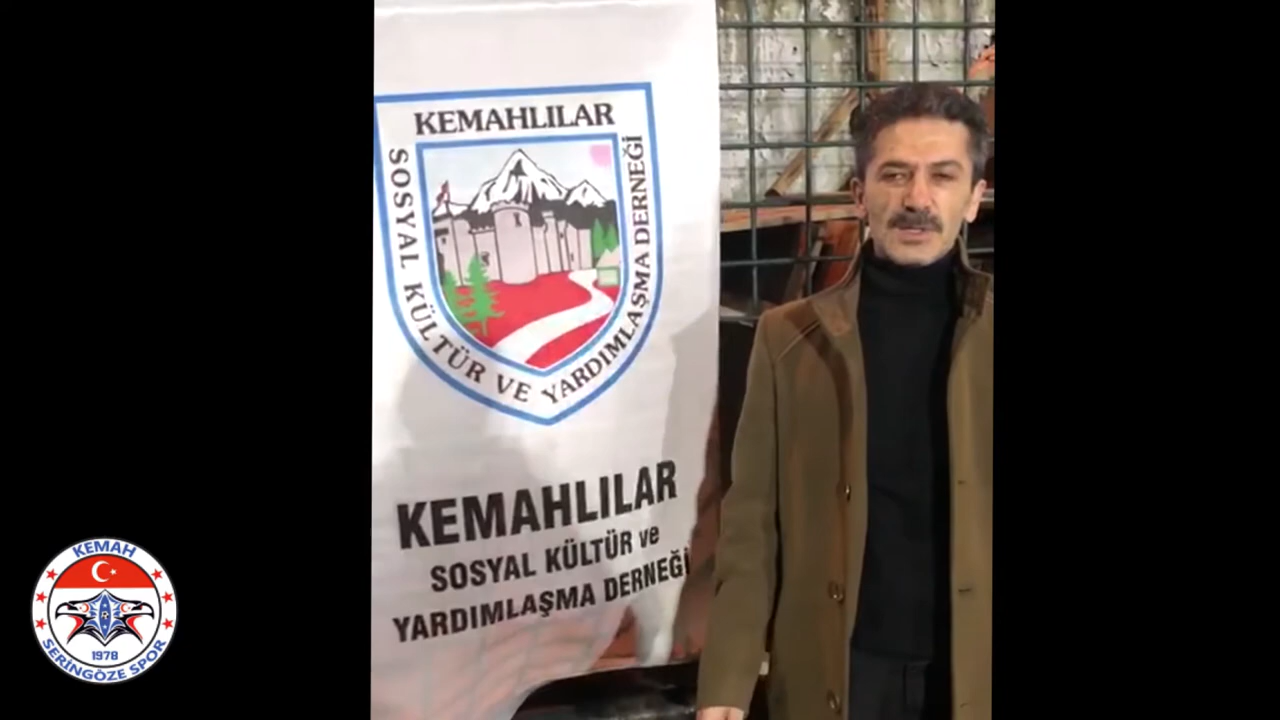 KEMAHLILAR
SOSYAL KÜLTÜR VE YARDIMLAŞMA DERNEĞİ
KEMAHLILAR
SOSYAL KÜLTÜR ve
YARDIMLAŞMA DERNEĞİ
KEMAH
1978
SERİNGÖZE SPOR